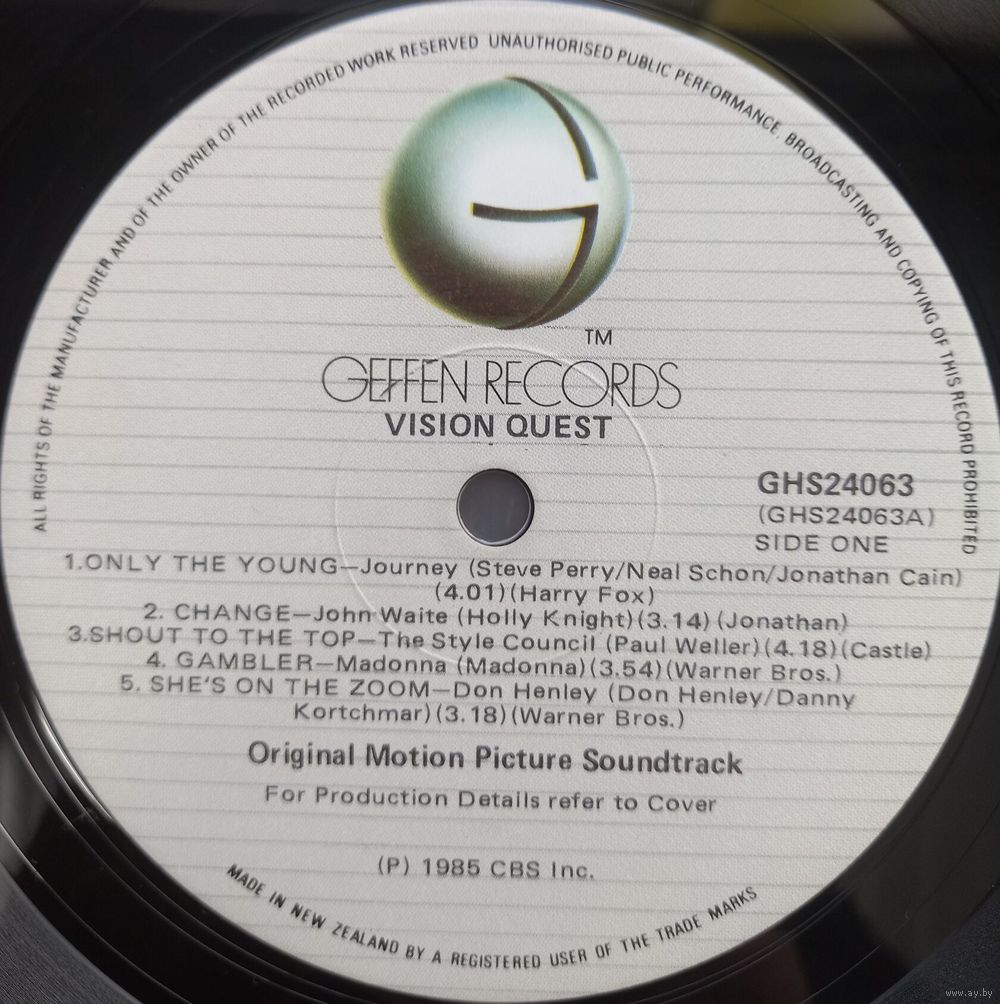 ALL RIGHTS OF THE MANUFACTURER AND OF THE OWNER OF THE RECORDED WORK RESERVED UNAUTHORISED PUBLIC PERFORMANCE, BROADCASTING AND COPYING OF THIS RECORD PROHIBITED
TM
GEFFEN RECORDS
VISION QUEST
GHS24063
(GHS24063A)
SIDE ONE
1.ONLY THE YOUNG—Journey (Steve Perry/Neal Schon/Jonathan Cain)
(4.01)(Harry Fox)
2. CHANGE—John Waite (Holly Knight)(3.14)(Jonathan)
3.SHOUT TO THE TOP—The Style Council (Paul Weller)(4.18)(Castle)
4. GAMBLER—Madonna (Madonna)(3.54)(Warner Bros.)
5. SHE'S ON THE ZOOM—Don Henley (Don Henley/Danny
Kortchmar)(3.18)(Warner Bros.)
Original Motion Picture Soundtrack
For Production Details refer to Cover
(P) 1985 CBS Inc.
MADE IN NEW ZEALAND BY A REGISTERED USER OF THE TRADE MARKS
www.ay.by